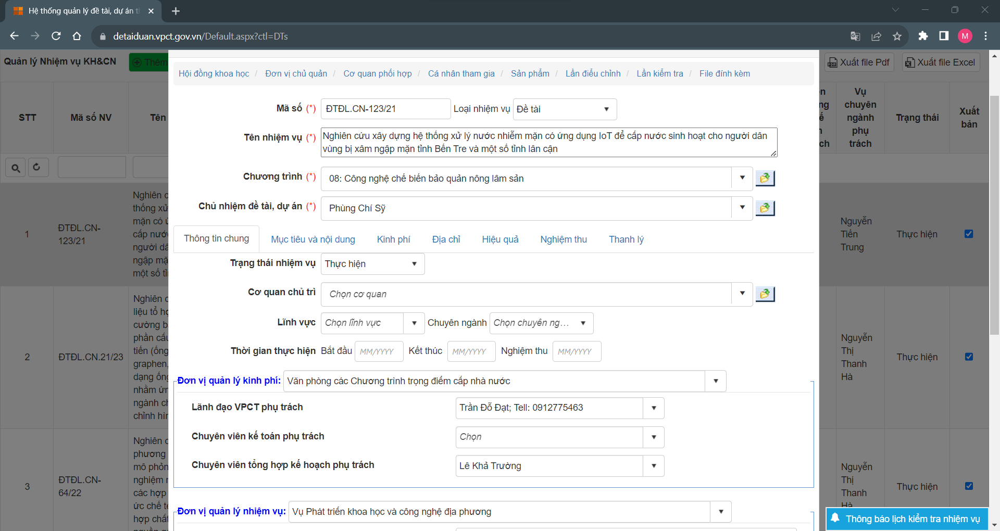 Hệ thống quản lý đề tài, dự án t
detaiduan.vpct.gov.vn/Default.aspx?ctl=DTs
M
Quản lý Nhiệm vụ KH&CN
Thêm
Xuất file Pdf
Xuất file Excel
Hội đồng khoa học / Đơn vị chủ quản / Cơ quan phối hợp / Cá nhân tham gia / Sản phẩm / Lần điều chỉnh / Lần kiểm tra / File đính kèm
Mã số (*) ĐTĐL.CN-123/21 Loại nhiệm vụ Đề tài
Tên nhiệm vụ (*) Nghiên cứu xây dựng hệ thống xử lý nước nhiễm mặn có ứng dụng IoT để cấp nước sinh hoạt cho người dân
vùng bị xâm ngập mặn tỉnh Bến Tre và một số tỉnh lân cận
Chương trình (*) 08: Công nghệ chế biến bảo quản nông lâm sản
Chủ nhiệm đề tài, dự án (*) Phùng Chí Sỹ
Thông tin chung Mục tiêu và nội dung Kinh phí Địa chỉ Hiệu quả Nghiệm thu Thanh lý
Trạng thái nhiệm vụ Thực hiện
Cơ quan chủ trì Chọn cơ quan
Lĩnh vực Chọn lĩnh vực Chuyên ngành Chọn chuyên ng...
Thời gian thực hiện Bắt đầu MM/YYYY Kết thúc MM/YYYY Nghiệm thu MM/YYYY
Đơn vị quản lý kinh phí: Văn phòng các Chương trình trọng điểm cấp nhà nước
Lãnh đạo VPCT phụ trách Trần Đỗ Đạt; Tell: 0912775463
Chuyên viên kế toán phụ trách Chọn
Chuyên viên tổng hợp kế hoạch phụ trách Lê Khả Trường
Đơn vị quản lý nhiệm vụ: Vụ Phát triển khoa học và công nghệ địa phương
STT
Mã số NV
Tên
Vụ
chuyên
ngành
phụ
trách
Trạng thái
Xuất
bản
1
ĐTĐL.CN-
123/21
Nghiên c
thống xử
mặn có ứ
cấp nướ
người dâ
ngập mặ
một số tỉ
Nguyễn
Tiến
Trung
Thực hiện
2
ĐTĐL.CN.21/23
Nghiên c
liệu tổ hợ
cường b
phần cấu
tiến (ống
graphen,
dạng ống
nhằm ứn
ngành ch
chỉnh hìn
Nguyễn
Thị
Thanh
Hà
Thực hiện
3
ĐTĐL.CN-
64/22
Nghiên c
phương
mô phỏn
nghiệm n
các hợp
ức chế t
hợp chất
Nguyễn
Thị
Thanh
Hà
Thực hiện
Thông báo lịch kiểm tra nhiệm vụ